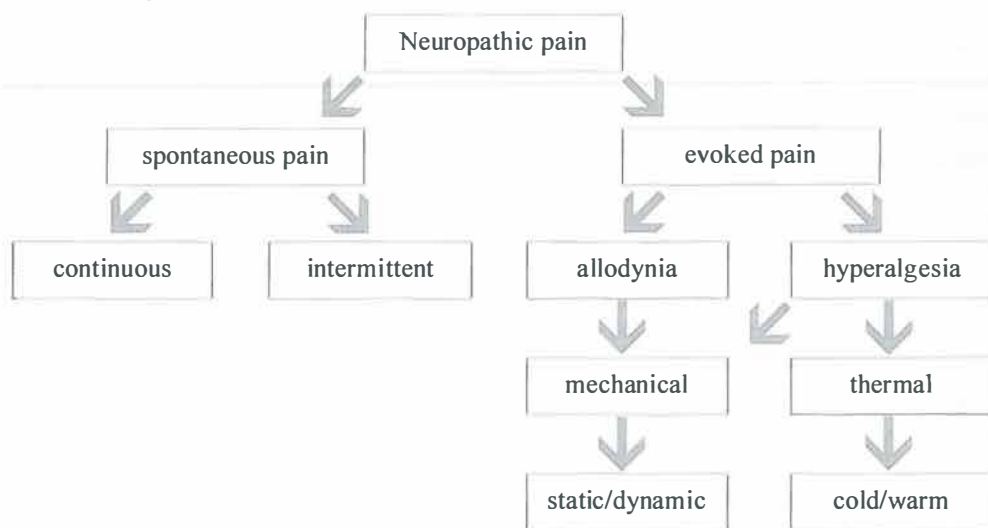 Neuropathic pain
spontaneous pain
evoked pain
continuous
intermittent
allodynia
hyperalgesia
mechanical
thermal
static/dynamic
cold/warm